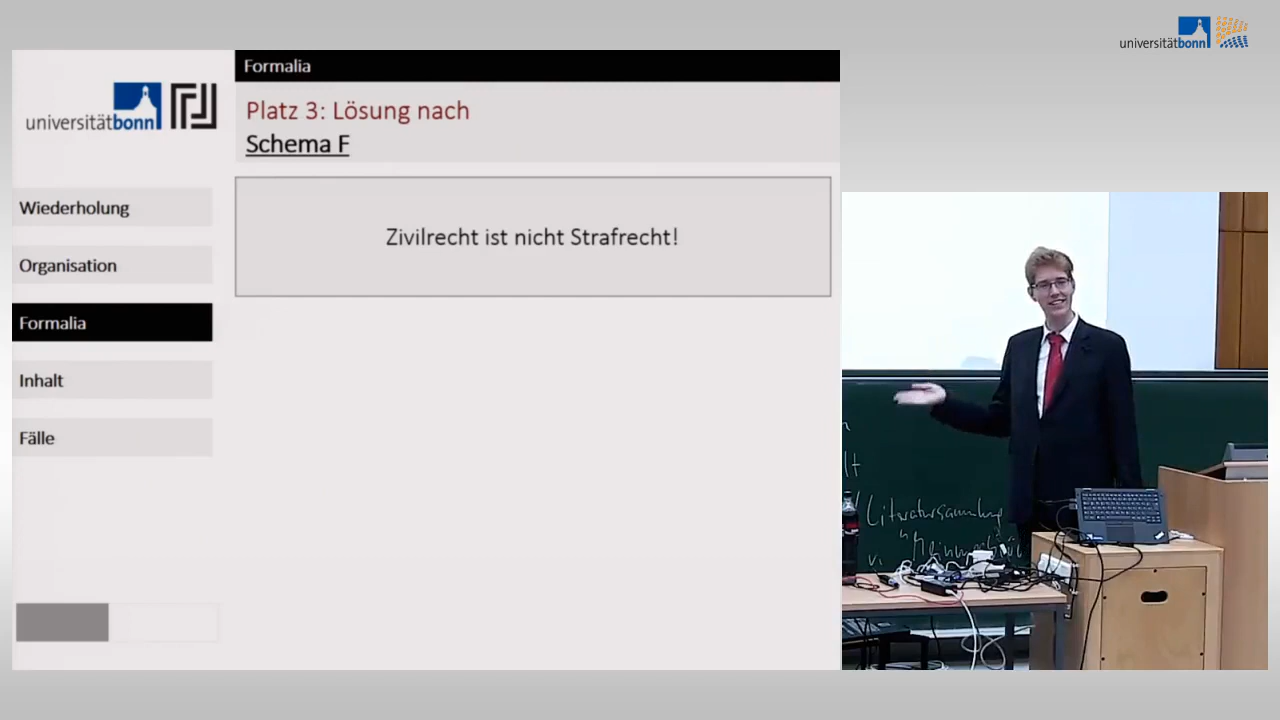 universitätbonn
Formalia
universitätbonn
Platz 3: Lösung nach
Schema F
Wiederholung
Organisation
Formalia
Inhalt
Fälle
Zivilrecht ist nicht Strafrecht!
Literatursammlung